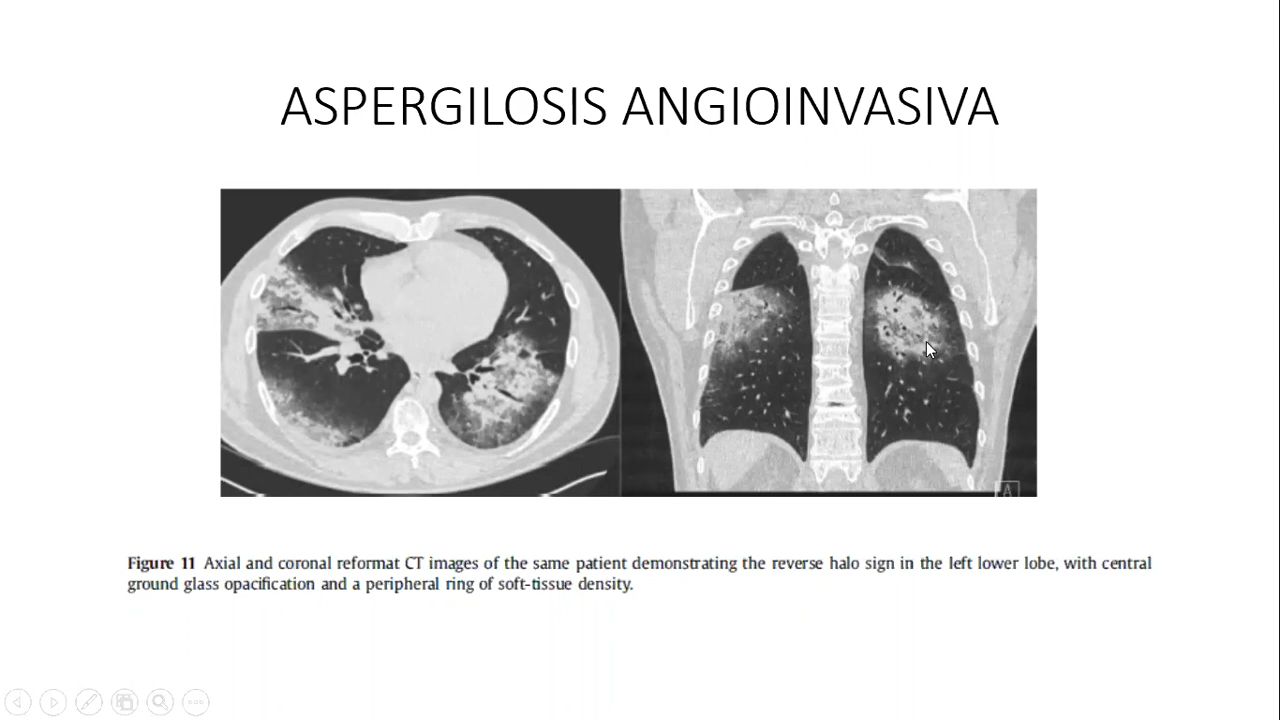 ASPERGILOSIS ANGIOINVASIVA
A
Figure 11 Axial and coronal reformat CT images of the same patient demonstrating the reverse halo sign in the left lower lobe, with central
ground glass opacification and a peripheral ring of soft-tissue density.